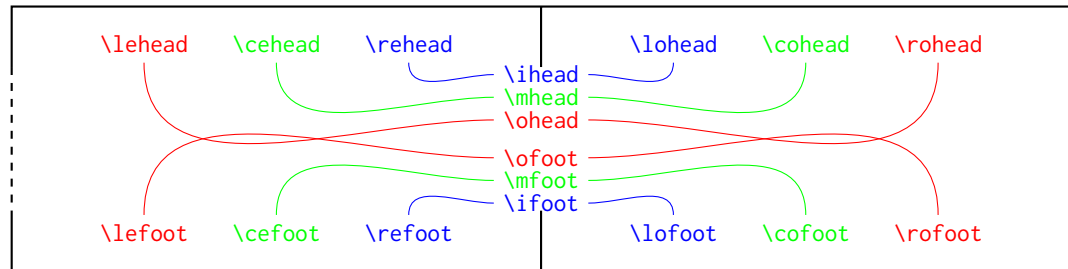 \lehead \cehead \rehead \lohead \cohead \rohead
\ihead
\mhead
\ohead
\ofoot
\mfoot
\ifoot
\lefoot \cefoot \refoot \lofoot \cofoot \rofoot